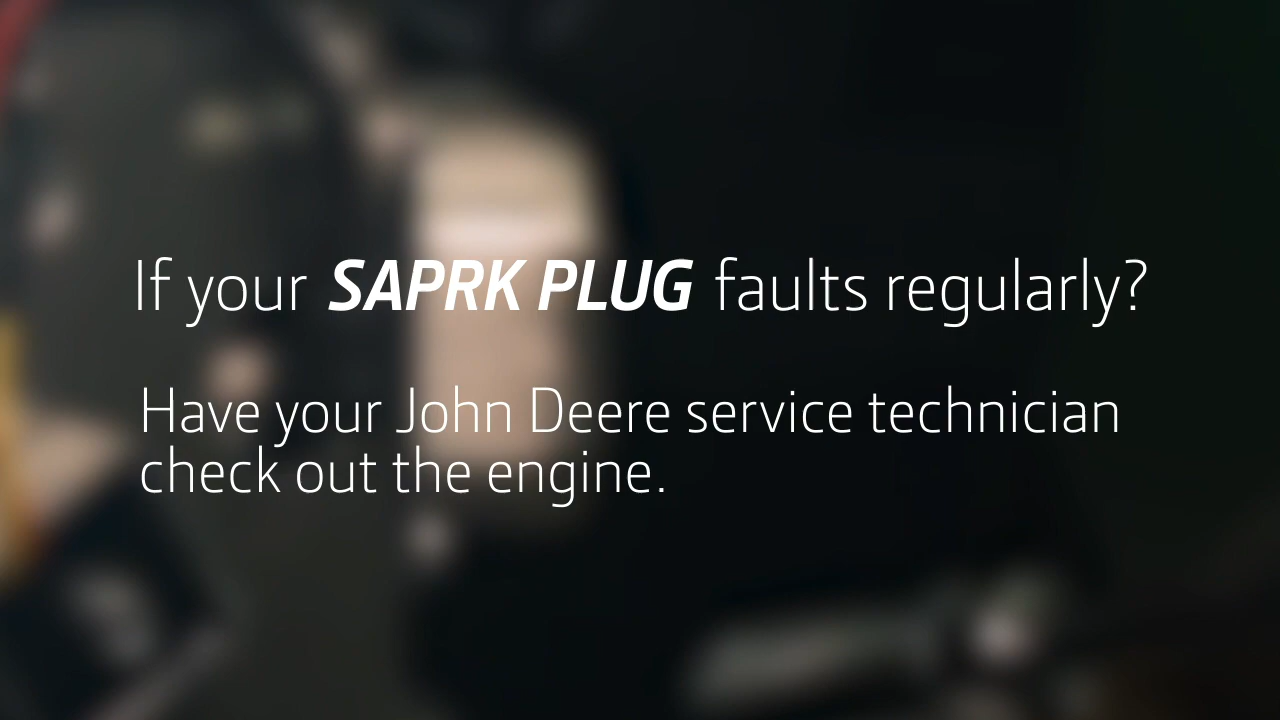 If your SAPRK PLUG faults regularly?
Have your John Deere service technician
check out the engine.